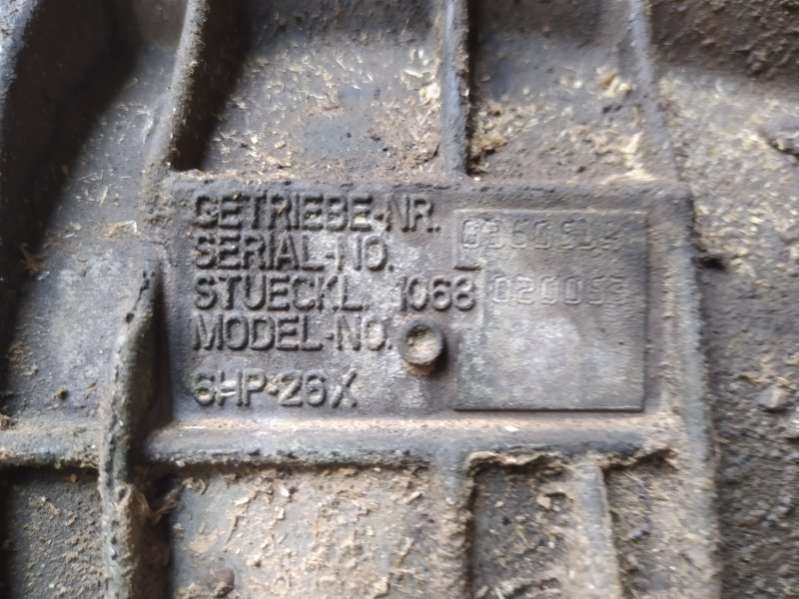 GETRIEBE-NR.
SERIAL-NO.
STUECKL. 1068 020053
MODEL-NO.
6HP-26X